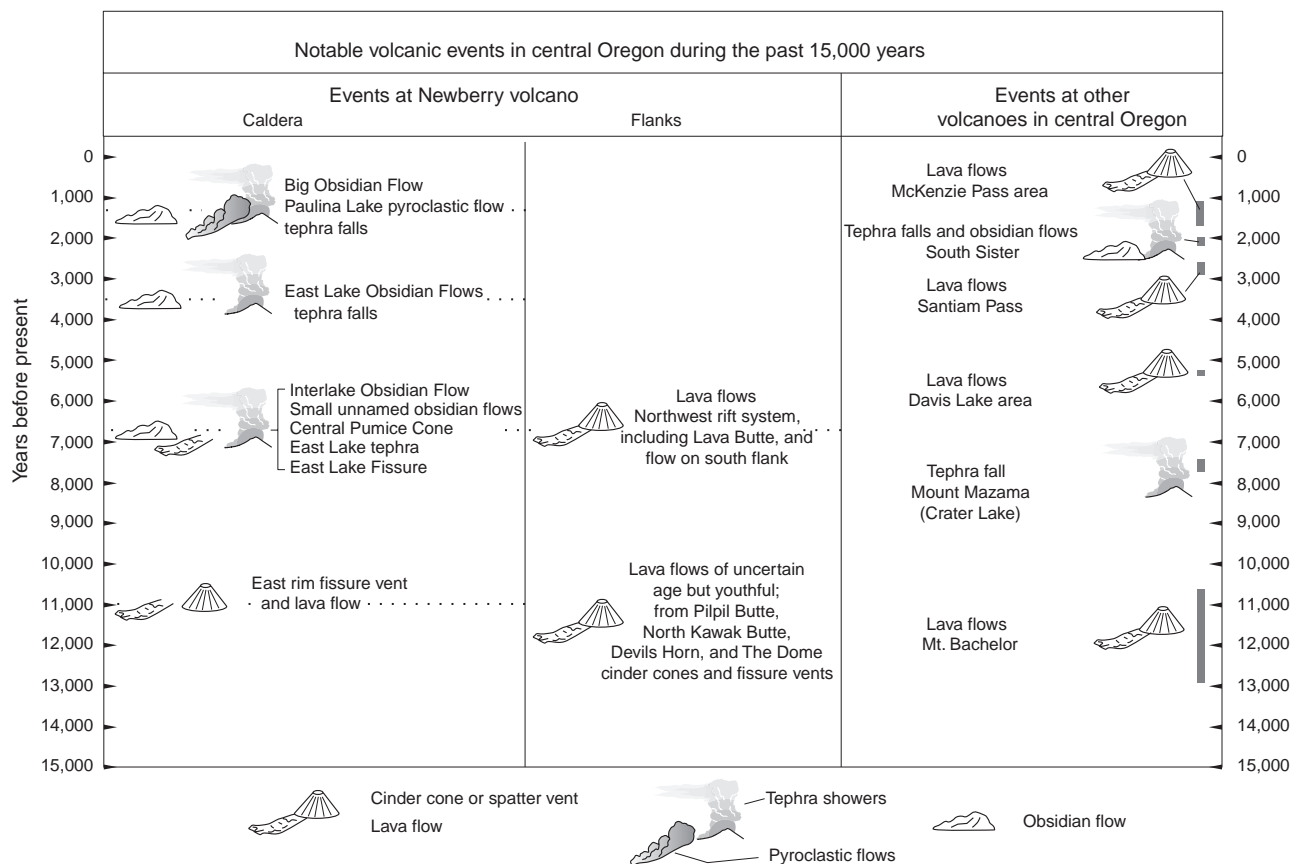 Notable volcanic events in central Oregon during the past 15,000 years
Events at Newberry volcano
Caldera
Flanks
Events at other
volcanoes in central Oregon
Years before present
0
1,000
2,000
3,000
4,000
5,000
6,000
7,000
8,000
9,000
10,000
11,000
12,000
13,000
14,000
15,000
Big Obsidian Flow
Paulina Lake pyroclastic flow
tephra falls
East Lake Obsidian Flows
tephra falls
Interlake Obsidian Flow
Small unnamed obsidian flows
Central Pumice Cone
East Lake tephra
East Lake Fissure
East rim fissure vent
and lava flow
Lava flows
Northwest rift system,
including Lava Butte, and
flow on south flank
Lava flows of uncertain
age but youthful;
from Pilpil Butte,
North Kawak Butte,
Devils Horn, and The Dome
cinder cones and fissure vents
Lava flows
McKenzie Pass area
Tephra falls and obsidian flows
South Sister
Lava flows
Santiam Pass
Lava flows
Davis Lake area
Tephra fall
Mount Mazama
(Crater Lake)
Lava flows
Mt. Bachelor
0
1,000
2,000
3,000
4,000
5,000
6,000
7,000
8,000
9,000
10,000
11,000
12,000
13,000
14,000
15,000
Cinder cone or spatter vent
Lava flow
Tephra showers
Pyroclastic flows
Obsidian flow